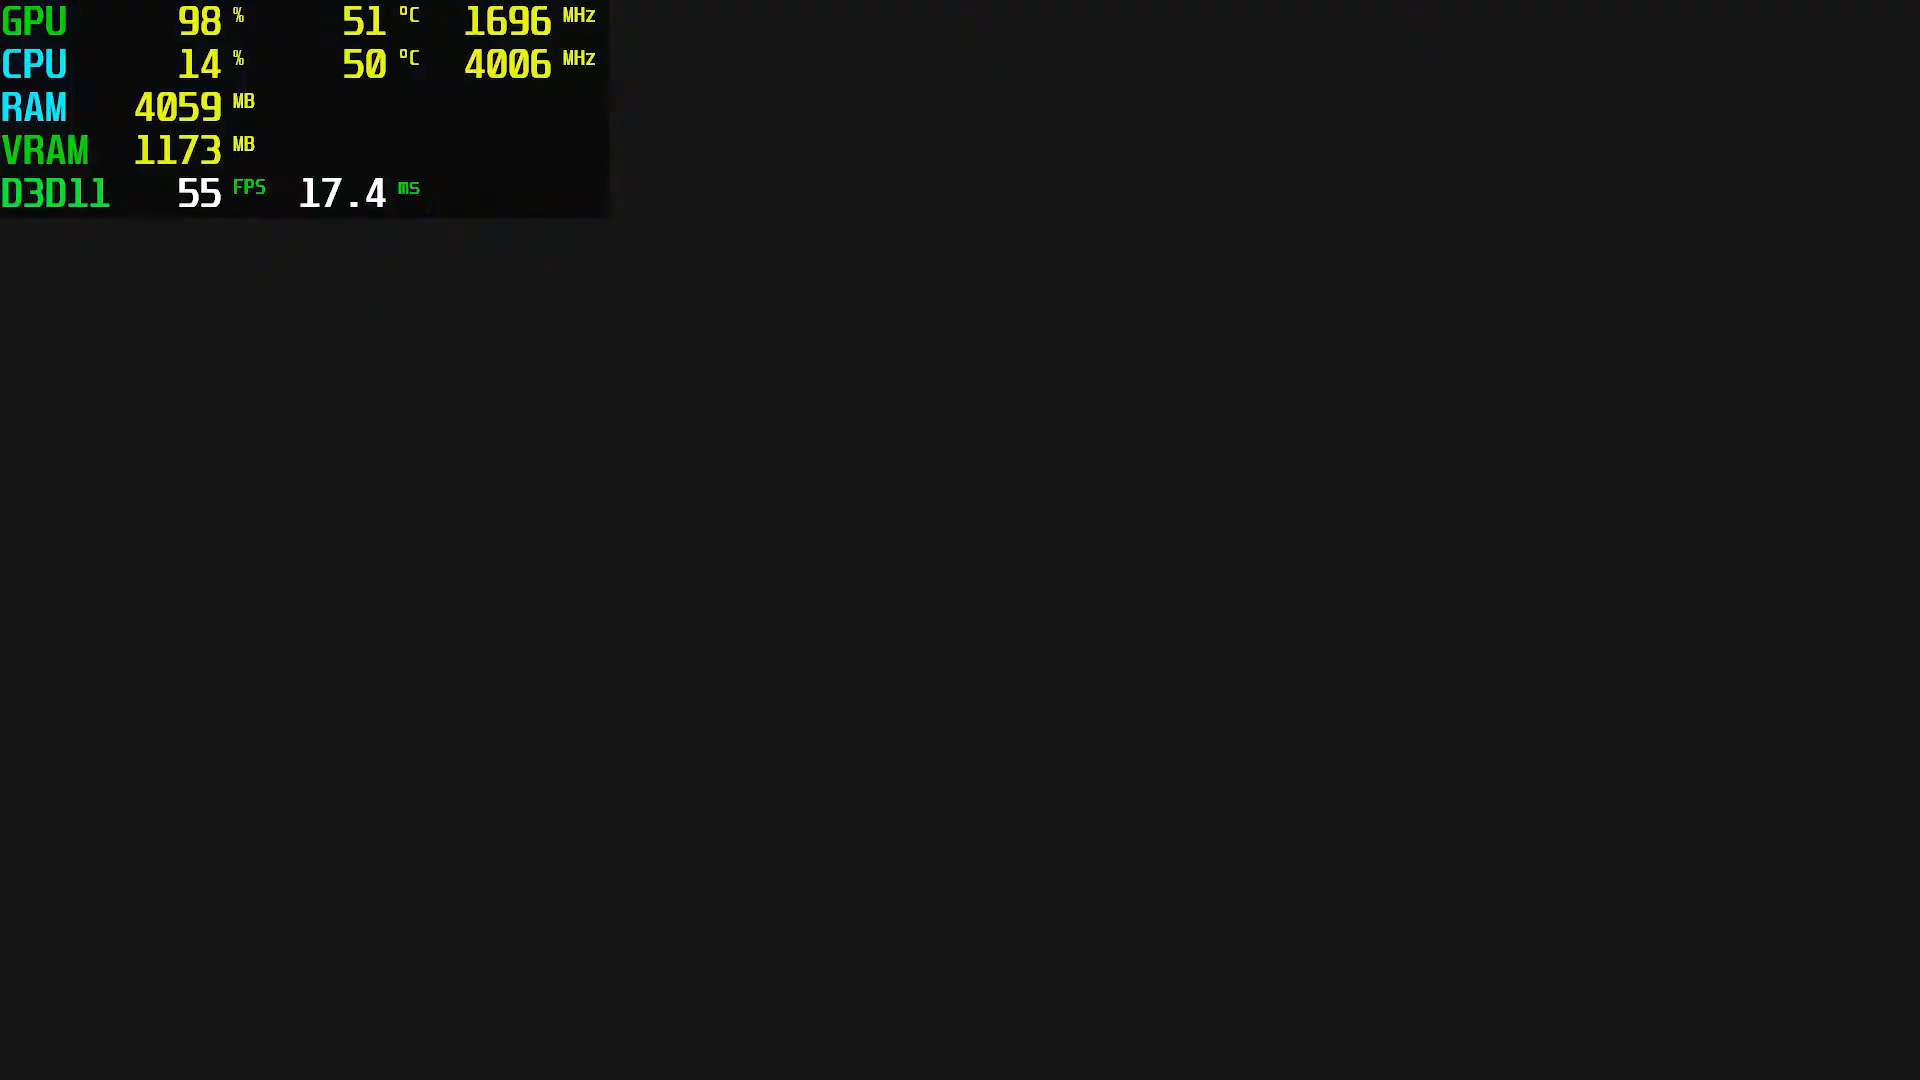 GPU 98 % 51 °C 1696 MHz
CPU 14 % 50 °C 4006 MHz
RAM 4059 MB
VRAM 1173 MB
D3D11 55 FPS 17.4 ms